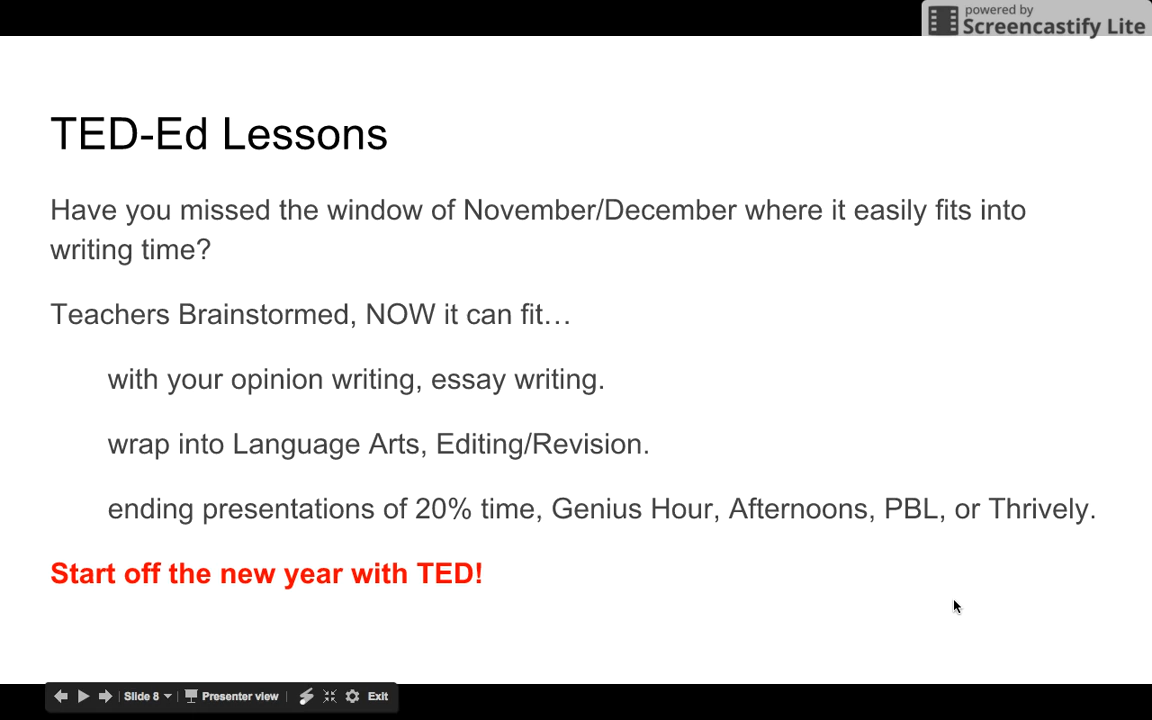 powered by
Screencastify Lite
TED-Ed Lessons
Have you missed the window of November/December where it easily fits into
writing time?
Teachers Brainstormed, NOW it can fit…
with your opinion writing, essay writing.
wrap into Language Arts, Editing/Revision.
ending presentations of 20% time, Genius Hour, Afternoons, PBL, or Thrively.
Start off the new year with TED!
Slide 8 Presenter view Exit